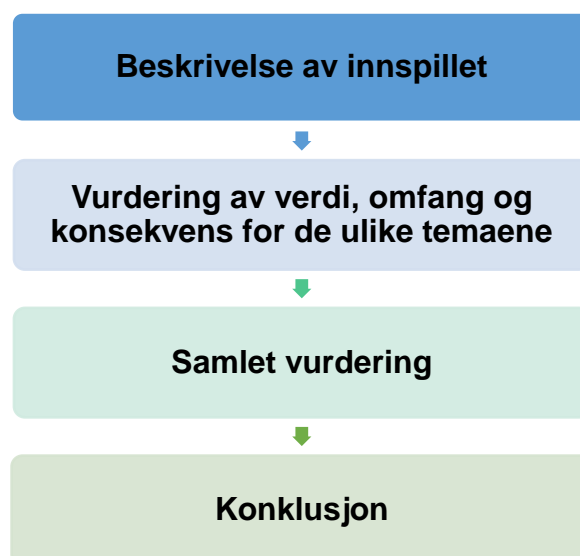 Beskrivelse av innspillet
Vurdering av verdi, omfang og
konsekvens for de ulike temaene
Samlet vurdering
Konklusjon